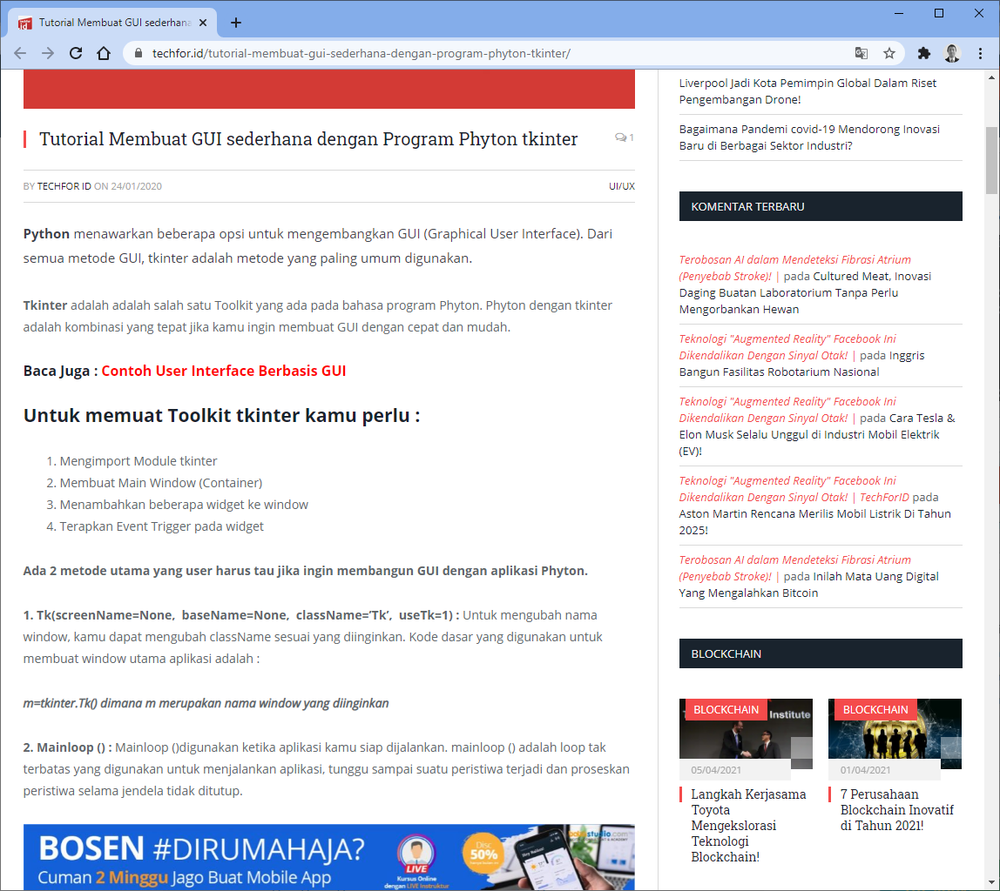 Tutorial Membuat GUI sederhana
techfor.id/tutorial-membuat-gui-sederhana-dengan-program-phyton-tkinter/
Tutorial Membuat GUI sederhana dengan Program Phyton tkinter
1
BY TECHFOR ID ON 24/01/2020
UI/UX
Python menawarkan beberapa opsi untuk mengembangkan GUI (Graphical User Interface). Dari
semua metode GUI, tkinter adalah metode yang paling umum digunakan.
Tkinter adalah adalah salah satu Toolkit yang ada pada bahasa program Phyton. Phyton dengan tkinter
adalah kombinasi yang tepat jika kamu ingin membuat GUI dengan cepat dan mudah.
Baca Juga : Contoh User Interface Berbasis GUI
Untuk memuat Toolkit tkinter kamu perlu :
1. Mengimport Module tkinter
2. Membuat Main Window (Container)
3. Menambahkan beberapa widget ke window
4. Terapkan Event Trigger pada widget
Ada 2 metode utama yang user harus tau jika ingin membangun GUI dengan aplikasi Phyton.
1. Tk(screenName=None,  baseName=None,  className=’Tk’,  useTk=1) : Untuk mengubah nama
window, kamu dapat mengubah className sesuai yang diinginkan. Kode dasar yang digunakan untuk
membuat window utama aplikasi adalah :
m=tkinter.Tk() dimana m merupakan nama window yang diinginkan
2. Mainloop () : Mainloop ()digunakan ketika aplikasi kamu siap dijalankan. mainloop () adalah loop tak
terbatas yang digunakan untuk menjalankan aplikasi, tunggu sampai suatu peristiwa terjadi dan proseskan
peristiwa selama jendela tidak ditutup.
BOSEN #DIRUMAHAJA?
Cuman 2 Minggu Jago Buat Mobile App
LIVE
Kursus Online
dengan LIVE Instruktur
Disc
50%
Liverpool Jadi Kota Pemimpin Global Dalam Riset
Pengembangan Drone!
Bagaimana Pandemi covid-19 Mendorong Inovasi
Baru di Berbagai Sektor Industri?
KOMENTAR TERBARU
Terobosan AI dalam Mendeteksi Fibrasi Atrium
(Penyebab Stroke)! | pada Cultured Meat, Inovasi
Daging Buatan Laboratorium Tanpa Perlu
Mengorbankan Hewan
Teknologi "Augmented Reality" Facebook Ini
Dikendalikan Dengan Sinyal Otak! | pada Inggris
Bangun Fasilitas Robotarium Nasional
Teknologi "Augmented Reality" Facebook Ini
Dikendalikan Dengan Sinyal Otak! | pada Cara Tesla &
Elon Musk Selalu Unggul di Industri Mobil Elektrik
(EV)!
Teknologi "Augmented Reality" Facebook Ini
Dikendalikan Dengan Sinyal Otak! | TechForID pada
Aston Martin Rencana Merilis Mobil Listrik Di Tahun
2025!
Terobosan AI dalam Mendeteksi Fibrasi Atrium
(Penyebab Stroke)! | pada Inilah Mata Uang Digital
Yang Mengalahkan Bitcoin
BLOCKCHAIN
BLOCKCHAIN
Institute
05/04/2021
Langkah Kerjasama
Toyota
Mengekslorasi
Teknologi
Blockchain!
BLOCKCHAIN
01/04/2021
7 Perusahaan
Blockchain Inovatif
di Tahun 2021!